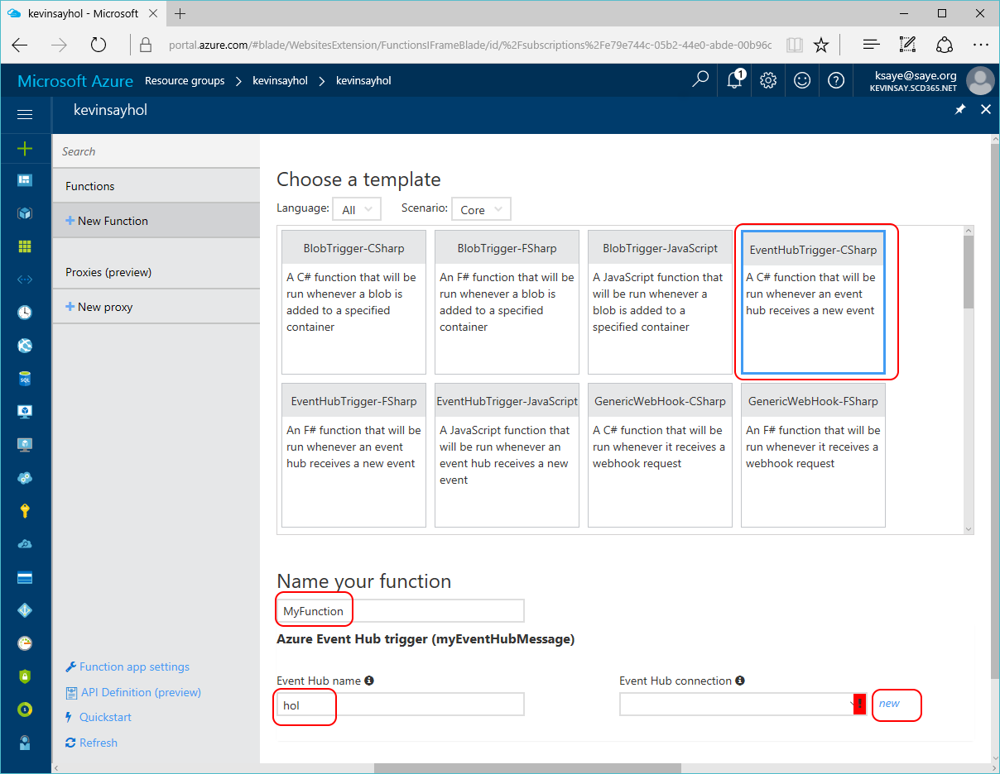 kevinsayhol - Microsoft
portal.azure.com/#blade/WebsitesExtension/FunctionsIFrameBlade/id/%2Fsubscriptions%2Fe79e744c-05b2-44e0-abde-00b96c
Microsoft Azure Resource groups > kevinsayhol > kevinsayhol
1
ksaye@saye.org
KEVINSAY.SCD365.NET
kevinsayhol
Search
Functions
+ New Function
Proxies (preview)
+ New proxy
Function app settings
API Definition (preview)
Quickstart
Refresh
Choose a template
Language: All Scenario: Core
BlobTrigger-CSharp
A C# function that will be
run whenever a blob is
added to a specified
container
BlobTrigger-FSharp
An F# function that will be
run whenever a blob is
added to a specified
container
BlobTrigger-JavaScript
A JavaScript function that
will be run whenever a
blob is added to a
specified container
EventHubTrigger-CSharp
A C# function that will be
run whenever an event
hub receives a new event
EventHubTrigger-FSharp
An F# function that will be
run whenever an event
hub receives a new event
EventHubTrigger-JavaScript
A JavaScript function that
will be run whenever an
event hub receives a new
event
GenericWebHook-CSharp
A C# function that will be
run whenever it receives a
webhook request
GenericWebHook-FSharp
An F# function that will be
run whenever it receives a
webhook request
Name your function
MyFunction
Azure Event Hub trigger (myEventHubMessage)
Event Hub name
hol
Event Hub connection
!
new
SQL